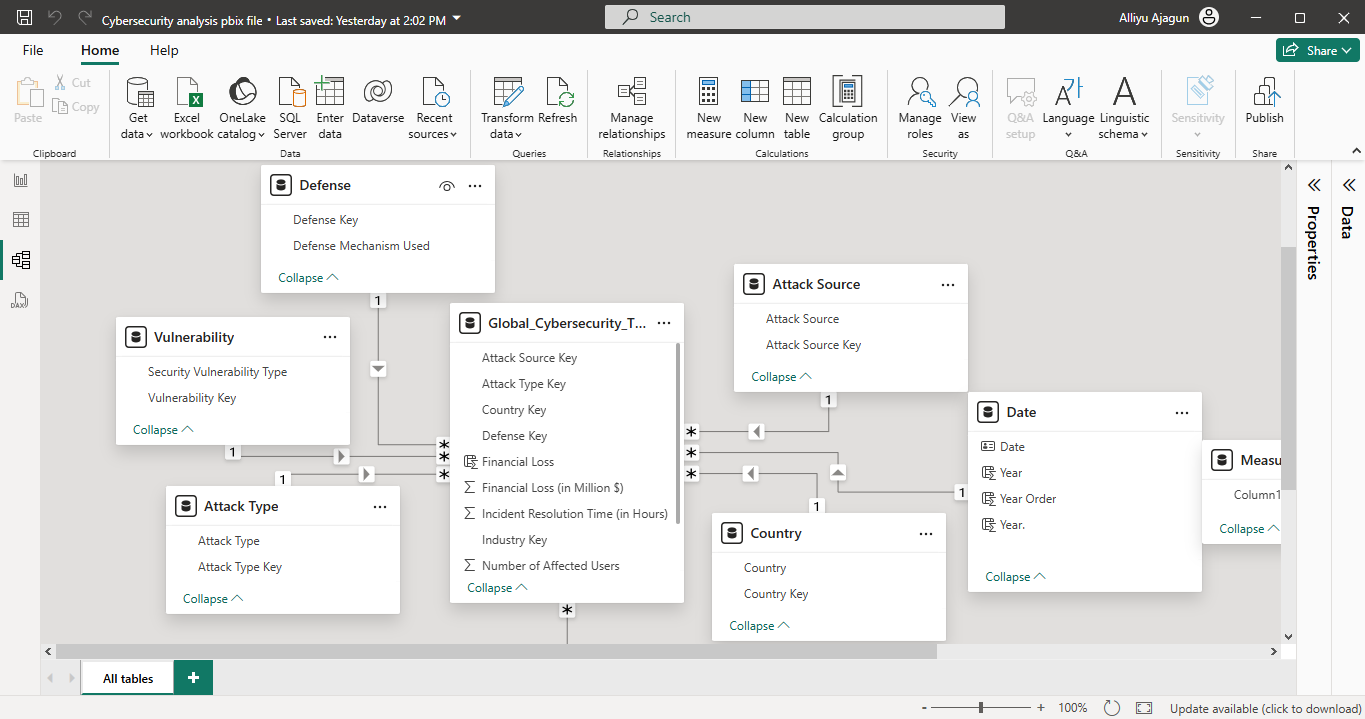 Cybersecurity analysis pbix file • Last saved: Yesterday at 2:02 PM
Search
Alliyu Ajagun
File
Home
Help
Share
Paste
Cut
Copy
Clipboard
Get data
Excel workbook
OneLake catalog
SQL Server
Enter data
Dataverse
Recent sources
Data
Transform data
Refresh
Queries
Manage relationships
Relationships
New measure
New column
New table
Calculation group
Calculations
Manage roles
View as
Security
Q&A setup
Language
Linguistic schema
Q&A
Sensitivity
Sensitivity
Publish
Share
Defense
Defense Key
Defense Mechanism Used
Collapse
1
Vulnerability
Security Vulnerability Type
Vulnerability Key
Collapse
1
Attack Type
Attack Type Key
Collapse
1
Attack Type
Global_Cybersecurity_T...
Attack Source Key
Attack Type Key
Country Key
Defense Key
Financial Loss
Financial Loss (in Million $)
Incident Resolution Time (in Hours)
Industry Key
Number of Affected Users
Collapse
*
*
*
*
*
*
*
Attack Source
Attack Source
Attack Source Key
Collapse
1
Date
Date
Year
Year Order
Year.
Collapse
1
Country
Country
Country Key
Collapse
1
Measu
Column1
Collapse
Properties
Data
DAX
All tables
+
- + 100%
Update available (click to download)